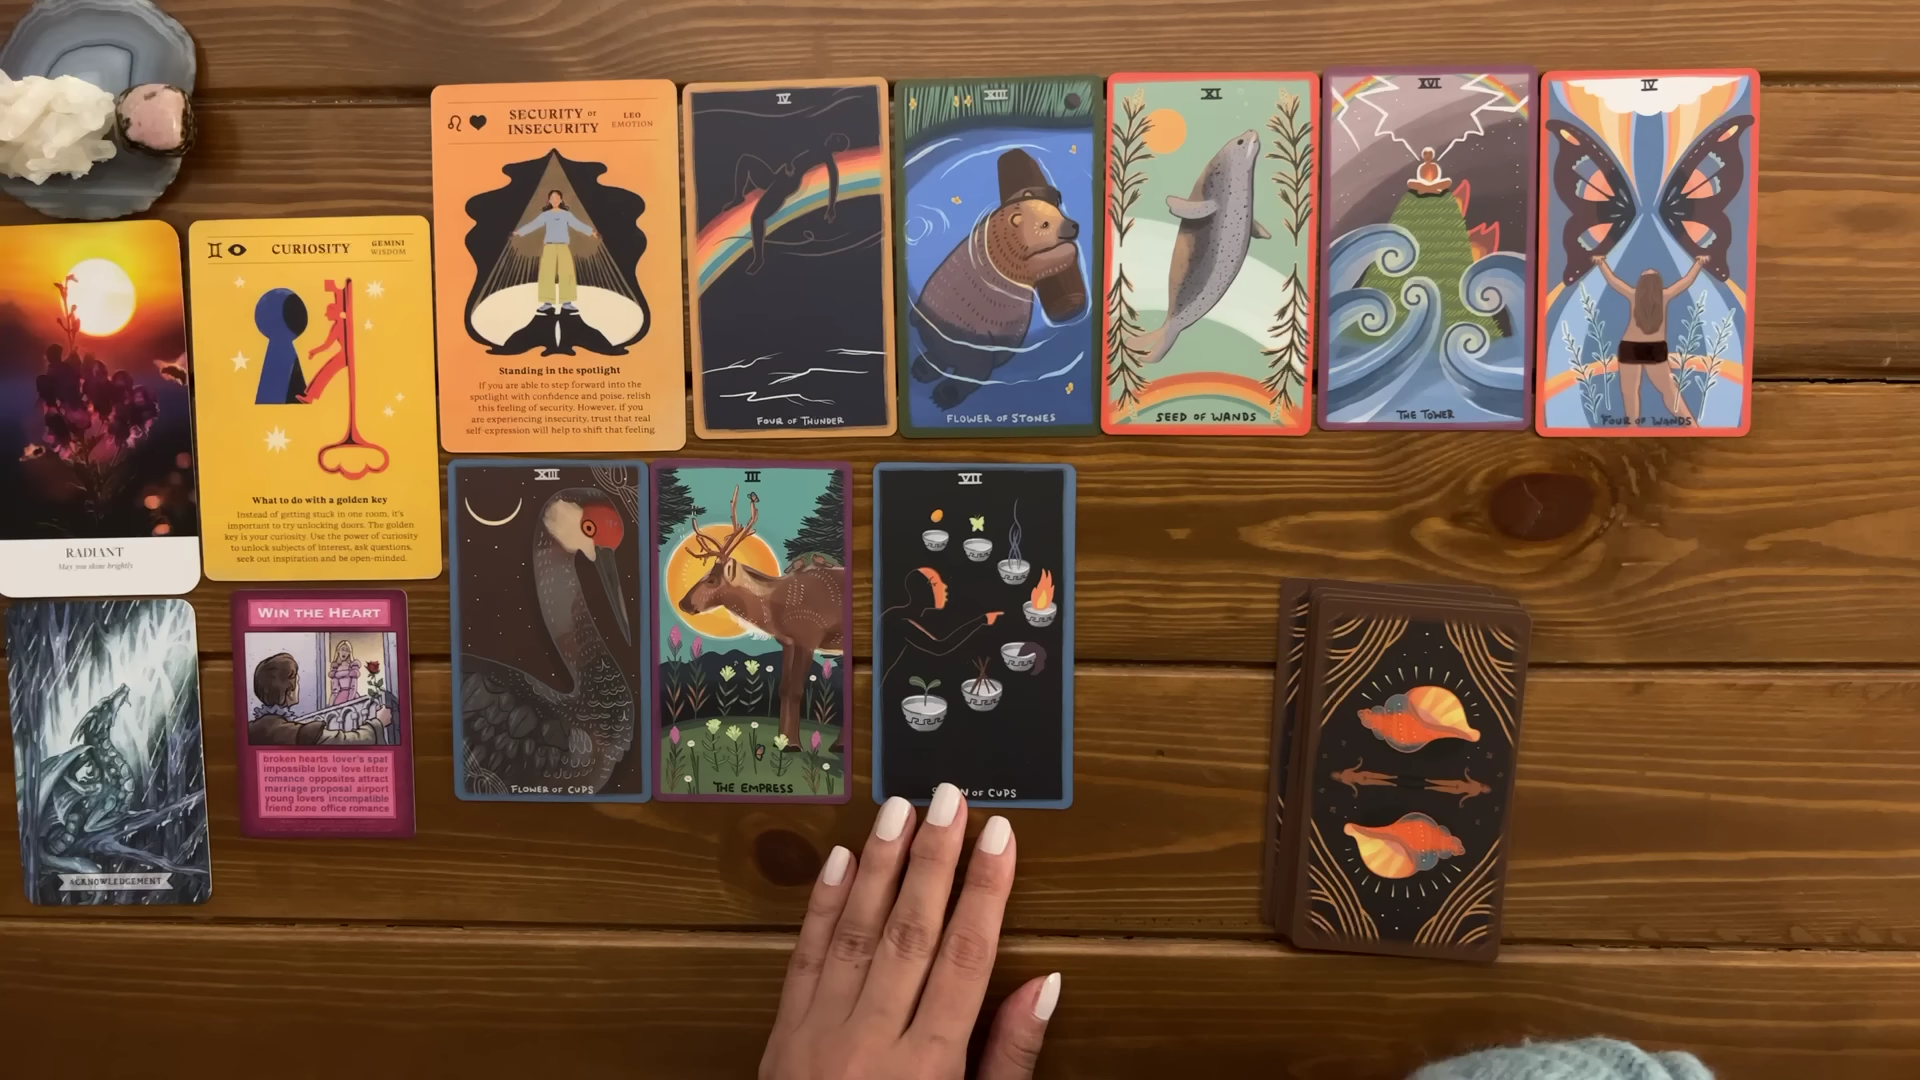 SECURITY or
INSECURITY
LEO
EMOTION
Standing in the spotlight
If you are able to step forward into the
spotlight with confidence and poise, relish
this feeling of security. However, if you
are experiencing insecurity, trust that real
self-expression will help to shift that feeling.
IV
FOUR OF THUNDER
XIII
FLOWER OF STONES
XI
SEED OF WANDS
XVI
THE TOWER
IV
FOUR OF WANDS
RADIANT
May you shine brightly
CURIOSITY
GEMINI
WISDOM
What to do with a golden key
Instead of getting stuck in one room, it's
important to try unlocking doors. The golden
key is your curiosity. Use the power of curiosity
to unlock subjects of interest, ask questions,
seek out inspiration and be open-minded.
XIII
FLOWER OF CUPS
III
THE EMPRESS
VII
OF CUPS
ACKNOWLEDGEMENT
WIN THE HEART
broken hearts lover's spat
impossible love love letter
romance opposites attract
marriage proposal airport
young lovers incompatible
friend zone office romance